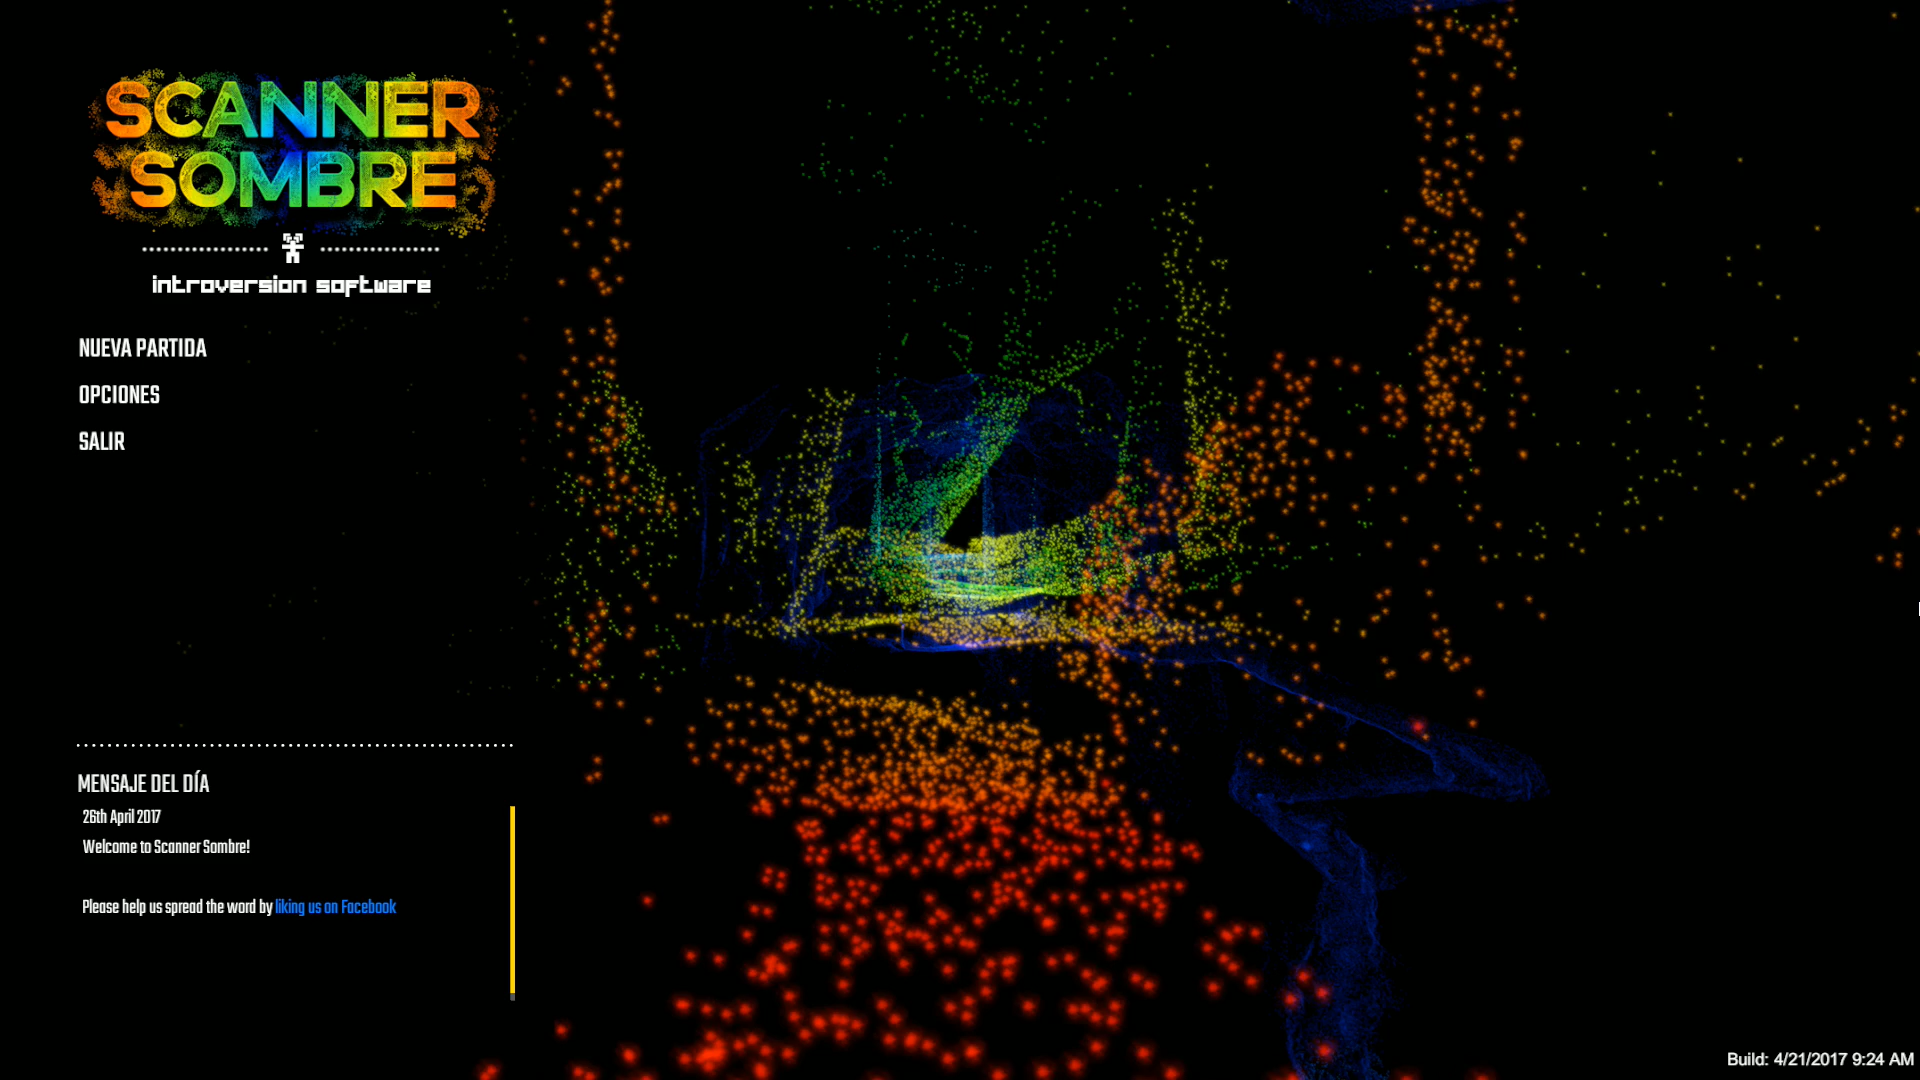 SCANNER
SOMBRE
introversion software
NUEVA PARTIDA
OPCIONES
SALIR
MENSAJE DEL DÍA
26th April 2017
Welcome to Scanner Sombre!
Please help us spread the word by liking us on Facebook
Build: 4/21/2017 9:24 AM